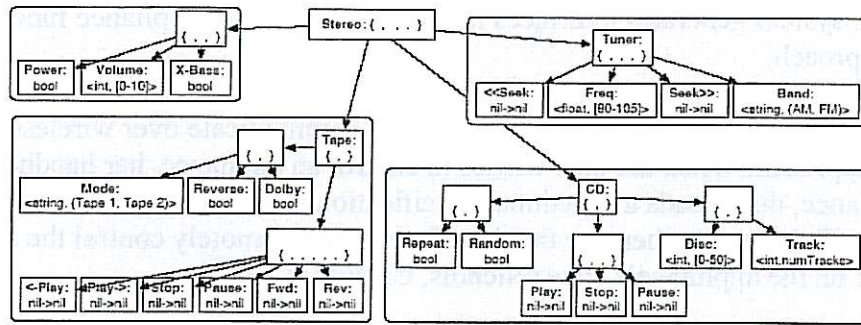 Stereo: { . . . . }
{ . . . }
Power:
bool
Volume:
<int, [0-10]>
X-Bass:
bool
Tuner:
{ . . . . }
<<Seek:
nil->nil
Freq:
<float, [80-105]>
Seek>>:
nil->nil
Band:
<string, (AM, FM)>
Tape:
{ . . }
{ . . . }
Mode:
<string, (Tape 1, Tape 2)>
Reverse:
bool
Dolby:
bool
{ . . . . . . }
<-Play:
nil->nil
Play->:
nil->nil
Stop:
nil->nil
Pause:
nil->nil
Fwd:
nil->nil
Rev:
nil->nil
CD:
{ . . . }
{ . . }
Repeat:
bool
Random:
bool
{ . . . }
Play:
nil->nil
Stop:
nil->nil
Pause:
nil->nil
{ . . }
Disc:
<int, [0-50]>
Track:
<int,numTracks>